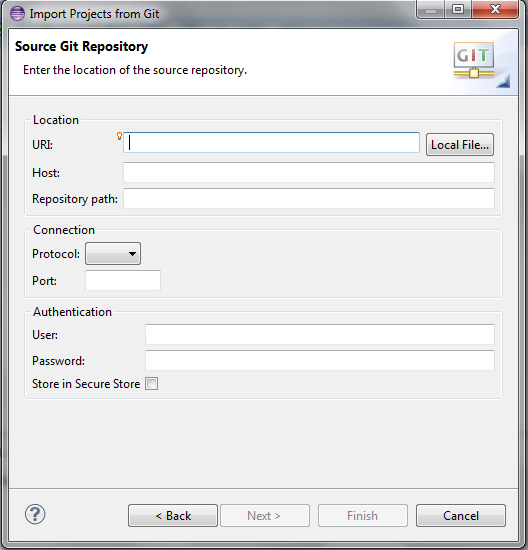 Import Projects from Git
Source Git Repository
Enter the location of the source repository.
GIT
Location
URI:
Local File...
Host:
Repository path:
Connection
Protocol:
Port:
Authentication
User:
Password:
Store in Secure Store
?
< Back
Next >
Finish
Cancel